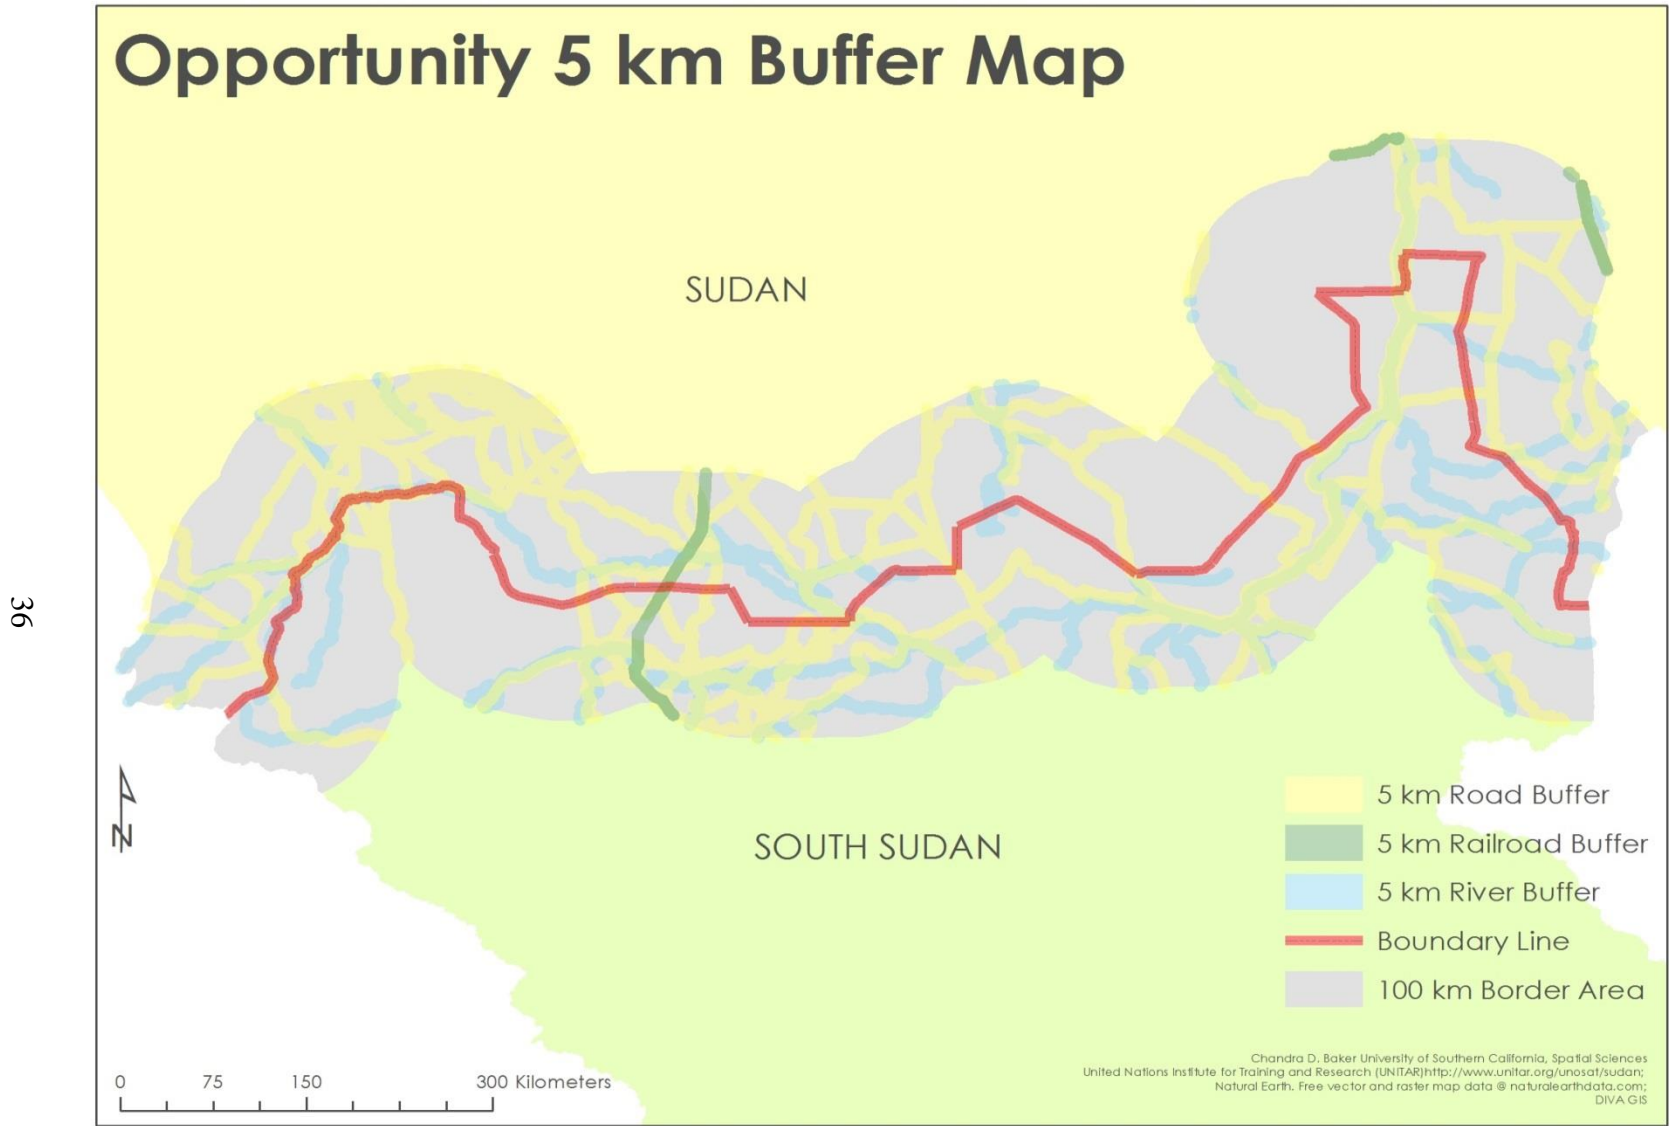 Opportunity 5 km Buffer Map
SUDAN
36
SOUTH SUDAN
N
5 km Road Buffer
5 km Railroad Buffer
5 km River Buffer
Boundary Line
100 km Border Area
0 75 150 300 Kilometers
Chandra D. Baker University of Southern California, Spatial Sciences
United Nations Institute for Training and Research (UNITAR)http://www.unitar.org/unosat/sudan;
Natural Earth. Free vector and raster map data @ naturalearthdata.com;
DIVA GIS